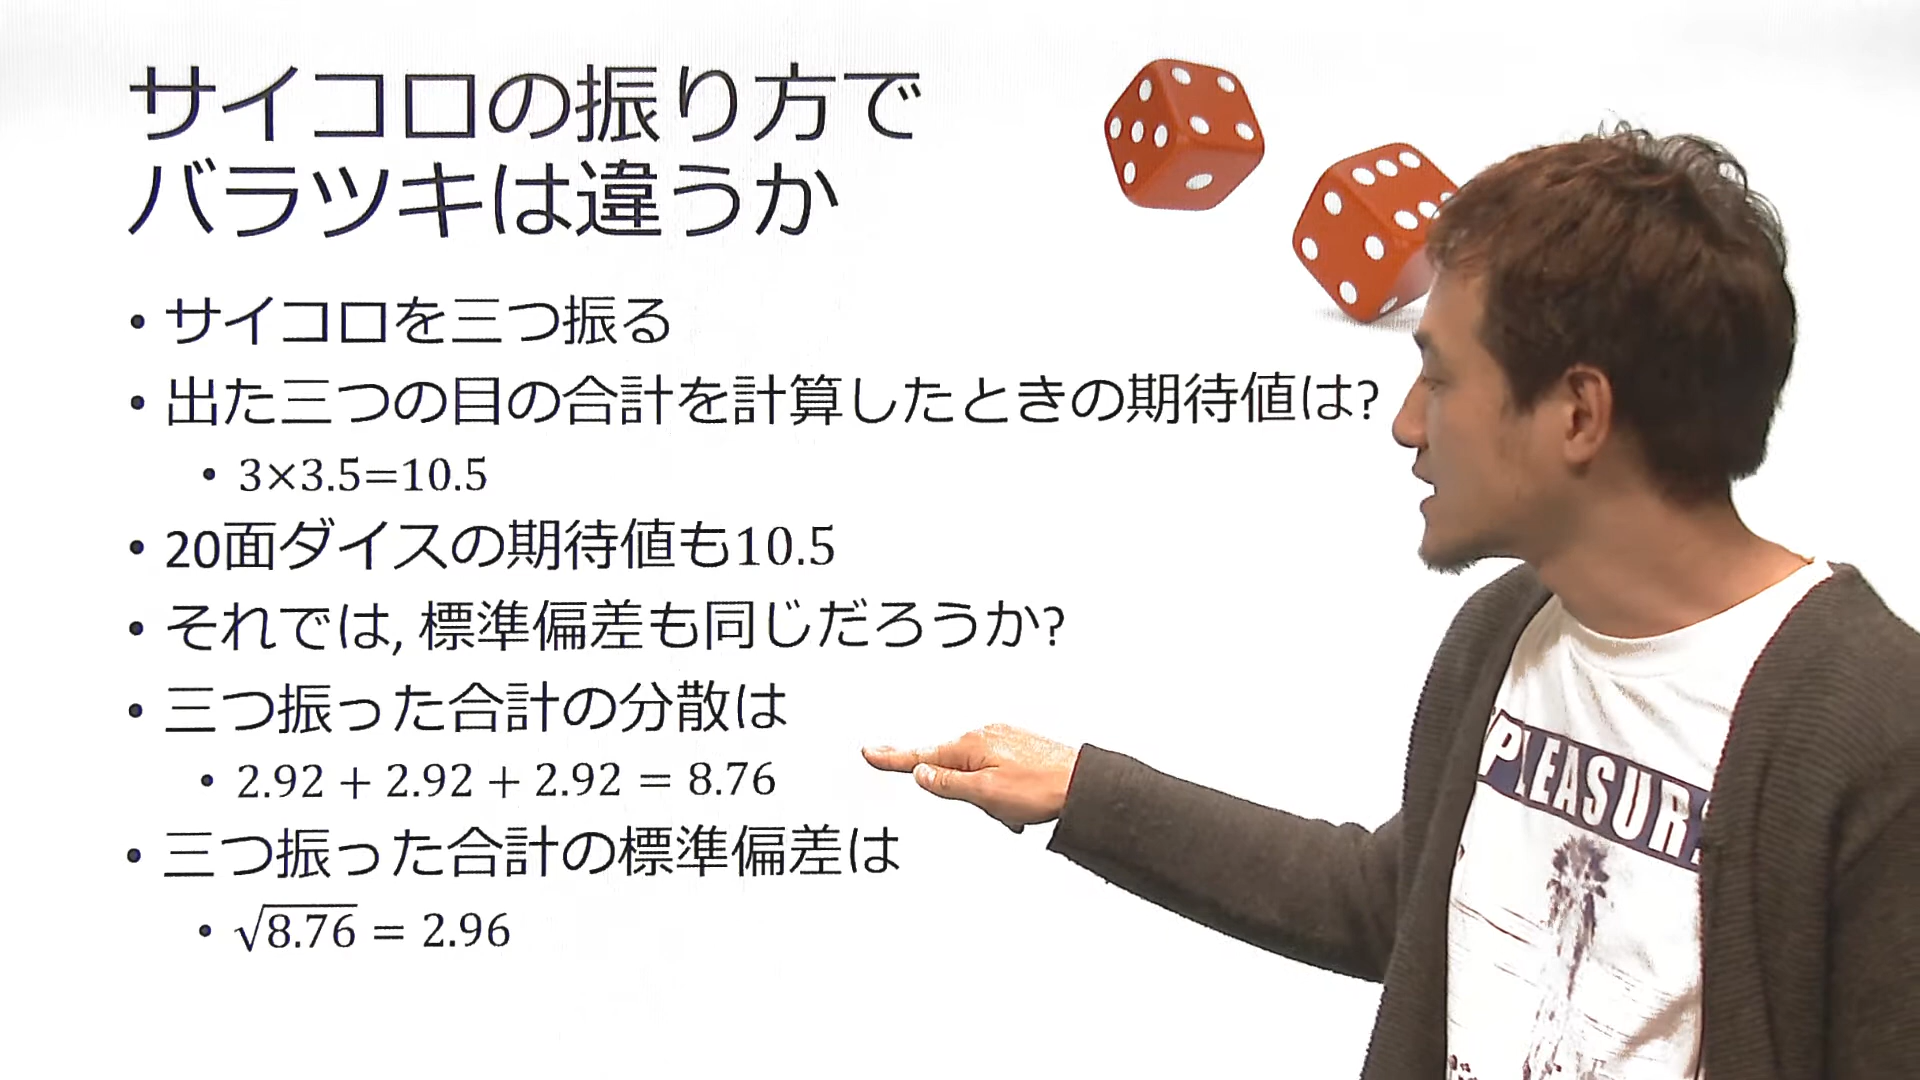 サイコロの振り方で
バラツキは違うか
• サイコロを三つ振る
• 出た三つの目の合計を計算したときの期待値は?
• 3×3.5=10.5
• 20面ダイスの期待値も10.5
• それでは, 標準偏差も同じだろうか?
• 三つ振った合計の分散は
• 2.92 + 2.92 + 2.92 = 8.76
• 三つ振った合計の標準偏差は
• √8.76 = 2.96
PLEASUR